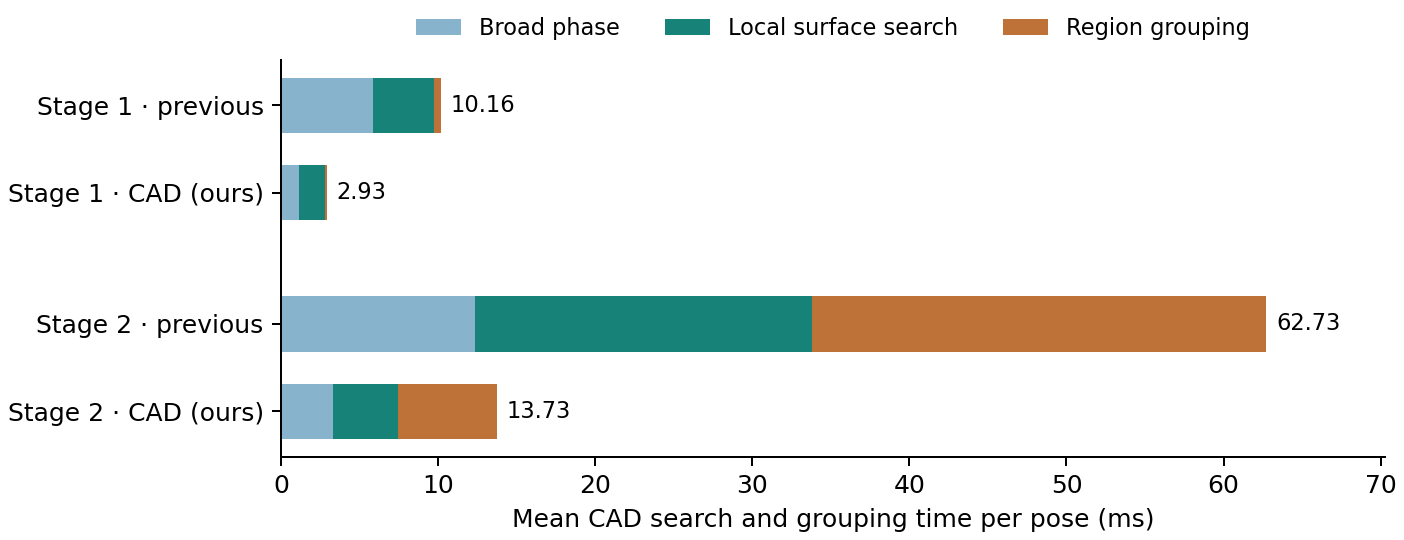 Broad phase Local surface search Region grouping
Stage 1 · previous 10.16
Stage 1 · CAD (ours) 2.93
Stage 2 · previous 62.73
Stage 2 · CAD (ours) 13.73
0 10 20 30 40 50 60 70
Mean CAD search and grouping time per pose (ms)